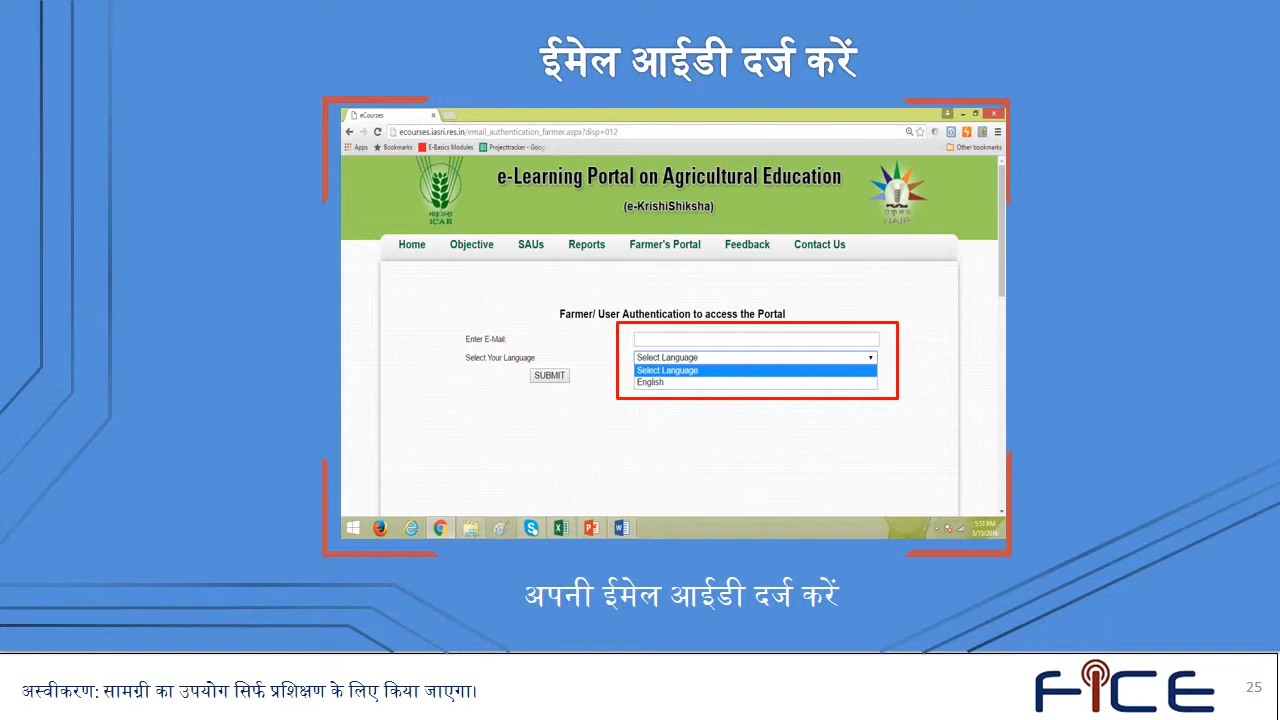 ईमेल आईडी दर्ज करें
eCourses
ecourses.iasri.res.in/email_authentication_farmer.aspx?disp=012
Apps Bookmarks E-Basics Modules Projecttracker - Goog Other bookmarks
e-Learning Portal on Agricultural Education
(e-KrishiShiksha)
ICAR
NAIP
Home Objective SAUs Reports Farmer's Portal Feedback Contact Us
Farmer/ User Authentication to access the Portal
Enter E-Mail:
Select Your Language Select Language
SUBMIT Select Language
English
5:51 PM
5/15/2016
अपनी ईमेल आईडी दर्ज करें
अस्वीकरण: सामग्री का उपयोग सिर्फ प्रशिक्षण के लिए किया जाएगा।
FiCE
25